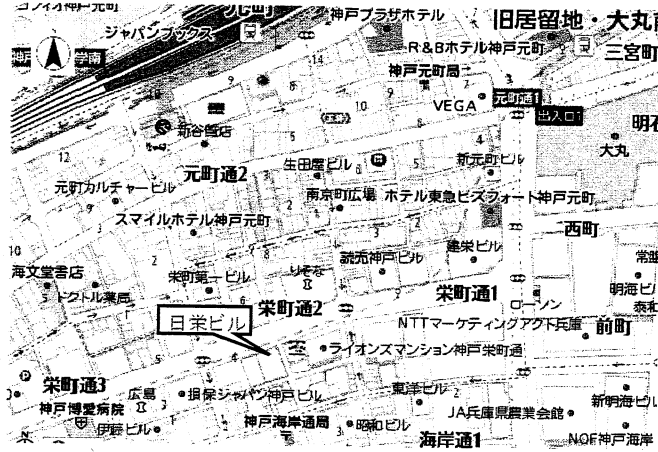 神戸プラザホテル
旧居留地・大丸
ジャパンブックス
R&Bホテル神戸元町
三宮町
神戸元町局
VEGA
元町通1
出入口1
明石
大丸
元町通2
生田屋ビル
新元町ビル
元町カルチャービル
南京町広場
ホテル東急ビズフォート神戸元町
スマイルホテル神戸元町
西町
海文堂書店
読売神戸ビル
建栄ビル
栄町第一ビル
りそな
ドクトル薬局
栄町通2
栄町通1
ローソン
明海ビル
日栄ビル
NTTマーケティングアクト兵庫
前町
ライオンズマンション神戸栄町通
栄町通3
広島
損保ジャパン神戸ビル
東洋ビル
新明海ビル
神戸博愛病院
JA兵庫県農業会館
伊藤ビル
神戸海岸通局
昭和ビル
海岸通1
NOF神戸海岸